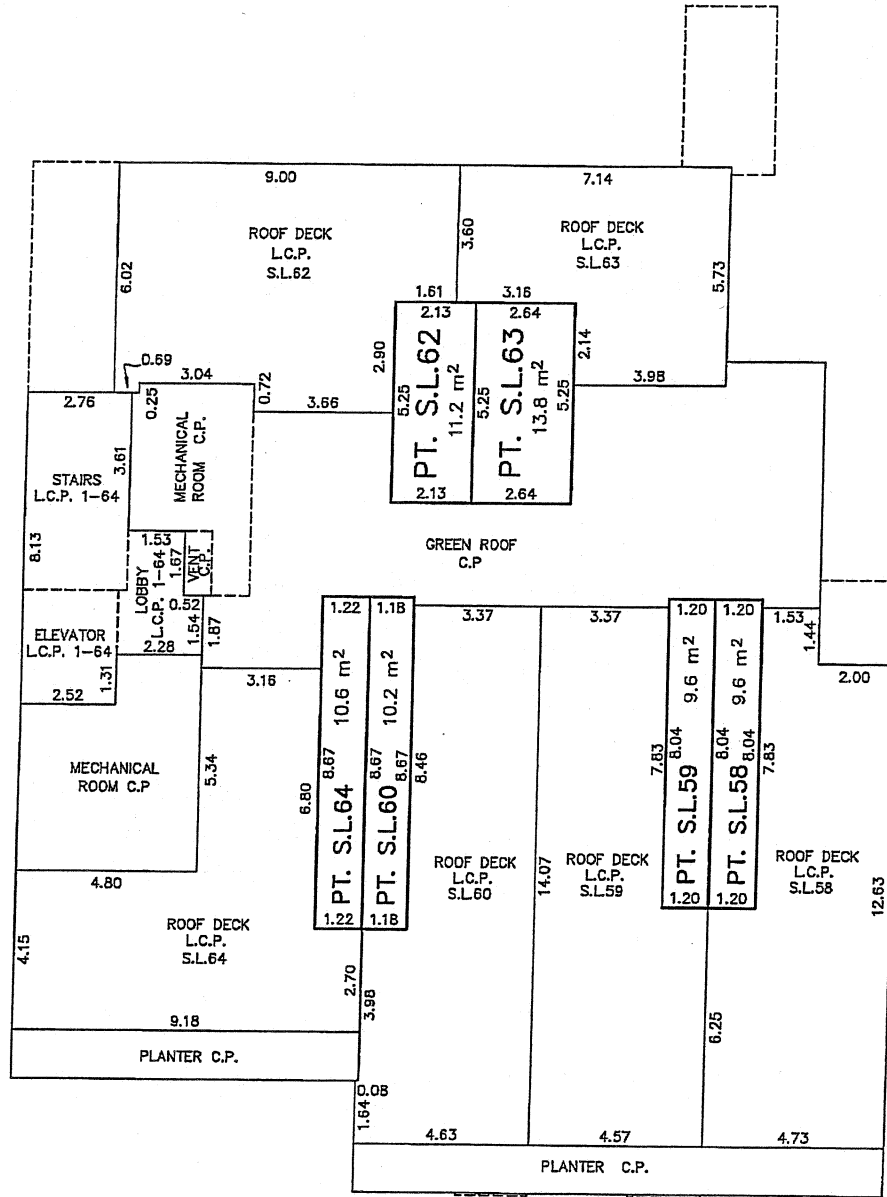 9.00
7.14
ROOF DECK
L.C.P.
S.L.62
3.60
ROOF DECK
L.C.P.
S.L.63
6.02
5.73
1.61
3.16
2.13
2.64
2.90
PT. S.L.62
11.2 m²
5.25
5.25
PT. S.L.63
13.8 m²
5.25
2.14
2.13
2.64
0.69
3.04
0.72
2.76
0.25
3.66
3.98
3.61
MECHANICAL
ROOM C.P.
STAIRS
L.C.P. 1-64
8.13
1.53
LOBBY
L.C.P. 1-64
1.67
VENT
C.P.
GREEN ROOF
C.P
0.52
1.54
1.87
ELEVATOR
L.C.P. 1-64
2.28
1.31
2.52
3.16
1.22
1.18
3.37
3.37
1.20
1.20
1.53
1.44
2.00
PT. S.L.64
10.6 m²
8.67
6.80
PT. S.L.60
10.2 m²
8.67
8.67
8.46
PT. S.L.59
9.6 m²
7.83
8.04
PT. S.L.58
9.6 m²
8.04
8.04
7.83
1.22
1.18
1.20
1.20
MECHANICAL
ROOM C.P
5.34
4.80
ROOF DECK
L.C.P.
S.L.60
14.07
ROOF DECK
L.C.P.
S.L.59
ROOF DECK
L.C.P.
S.L.58
12.63
ROOF DECK
L.C.P.
S.L.64
4.15
2.70
3.98
6.25
9.18
PLANTER C.P.
0.08
1.64
4.63
4.57
4.73
PLANTER C.P.